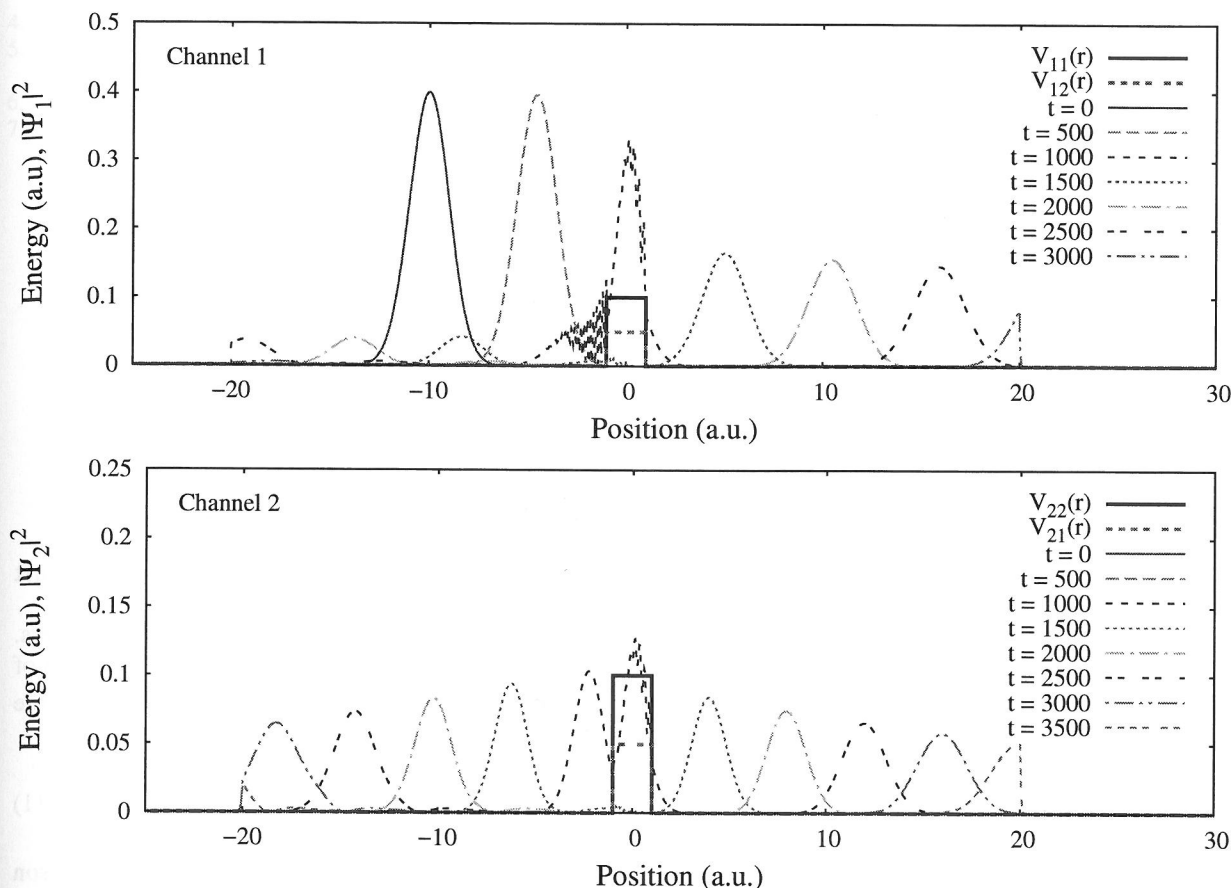 0.5
Channel 1
V11(r)
V12(r)
t = 0
t = 500
t = 1000
t = 1500
t = 2000
t = 2500
t = 3000
0.4
0.3
0.2
0.1
0
Energy (a.u), |Ψ1|^2
−20
−10
0
10
20
30
Position (a.u.)
0.25
Channel 2
V22(r)
V21(r)
t = 0
t = 500
t = 1000
t = 1500
t = 2000
t = 2500
t = 3000
t = 3500
0.2
0.15
0.1
0.05
0
Energy (a.u), |Ψ2|^2
−20
−10
0
10
20
30
Position (a.u.)